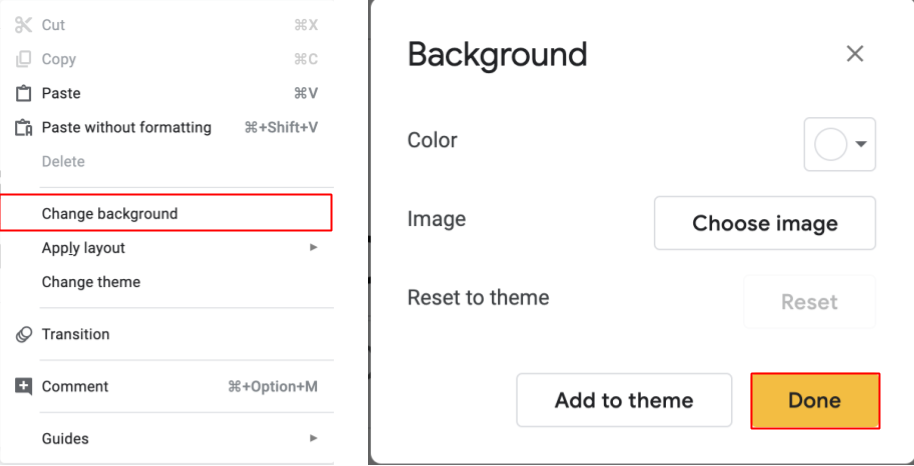 Cut ⌘X
Copy ⌘C
Paste ⌘V
Paste without formatting ⌘+Shift+V
Delete
Change background
Apply layout
Change theme
Transition
Comment ⌘+Option+M
Guides
Background
Color
Image Choose image
Reset to theme Reset
Add to theme Done